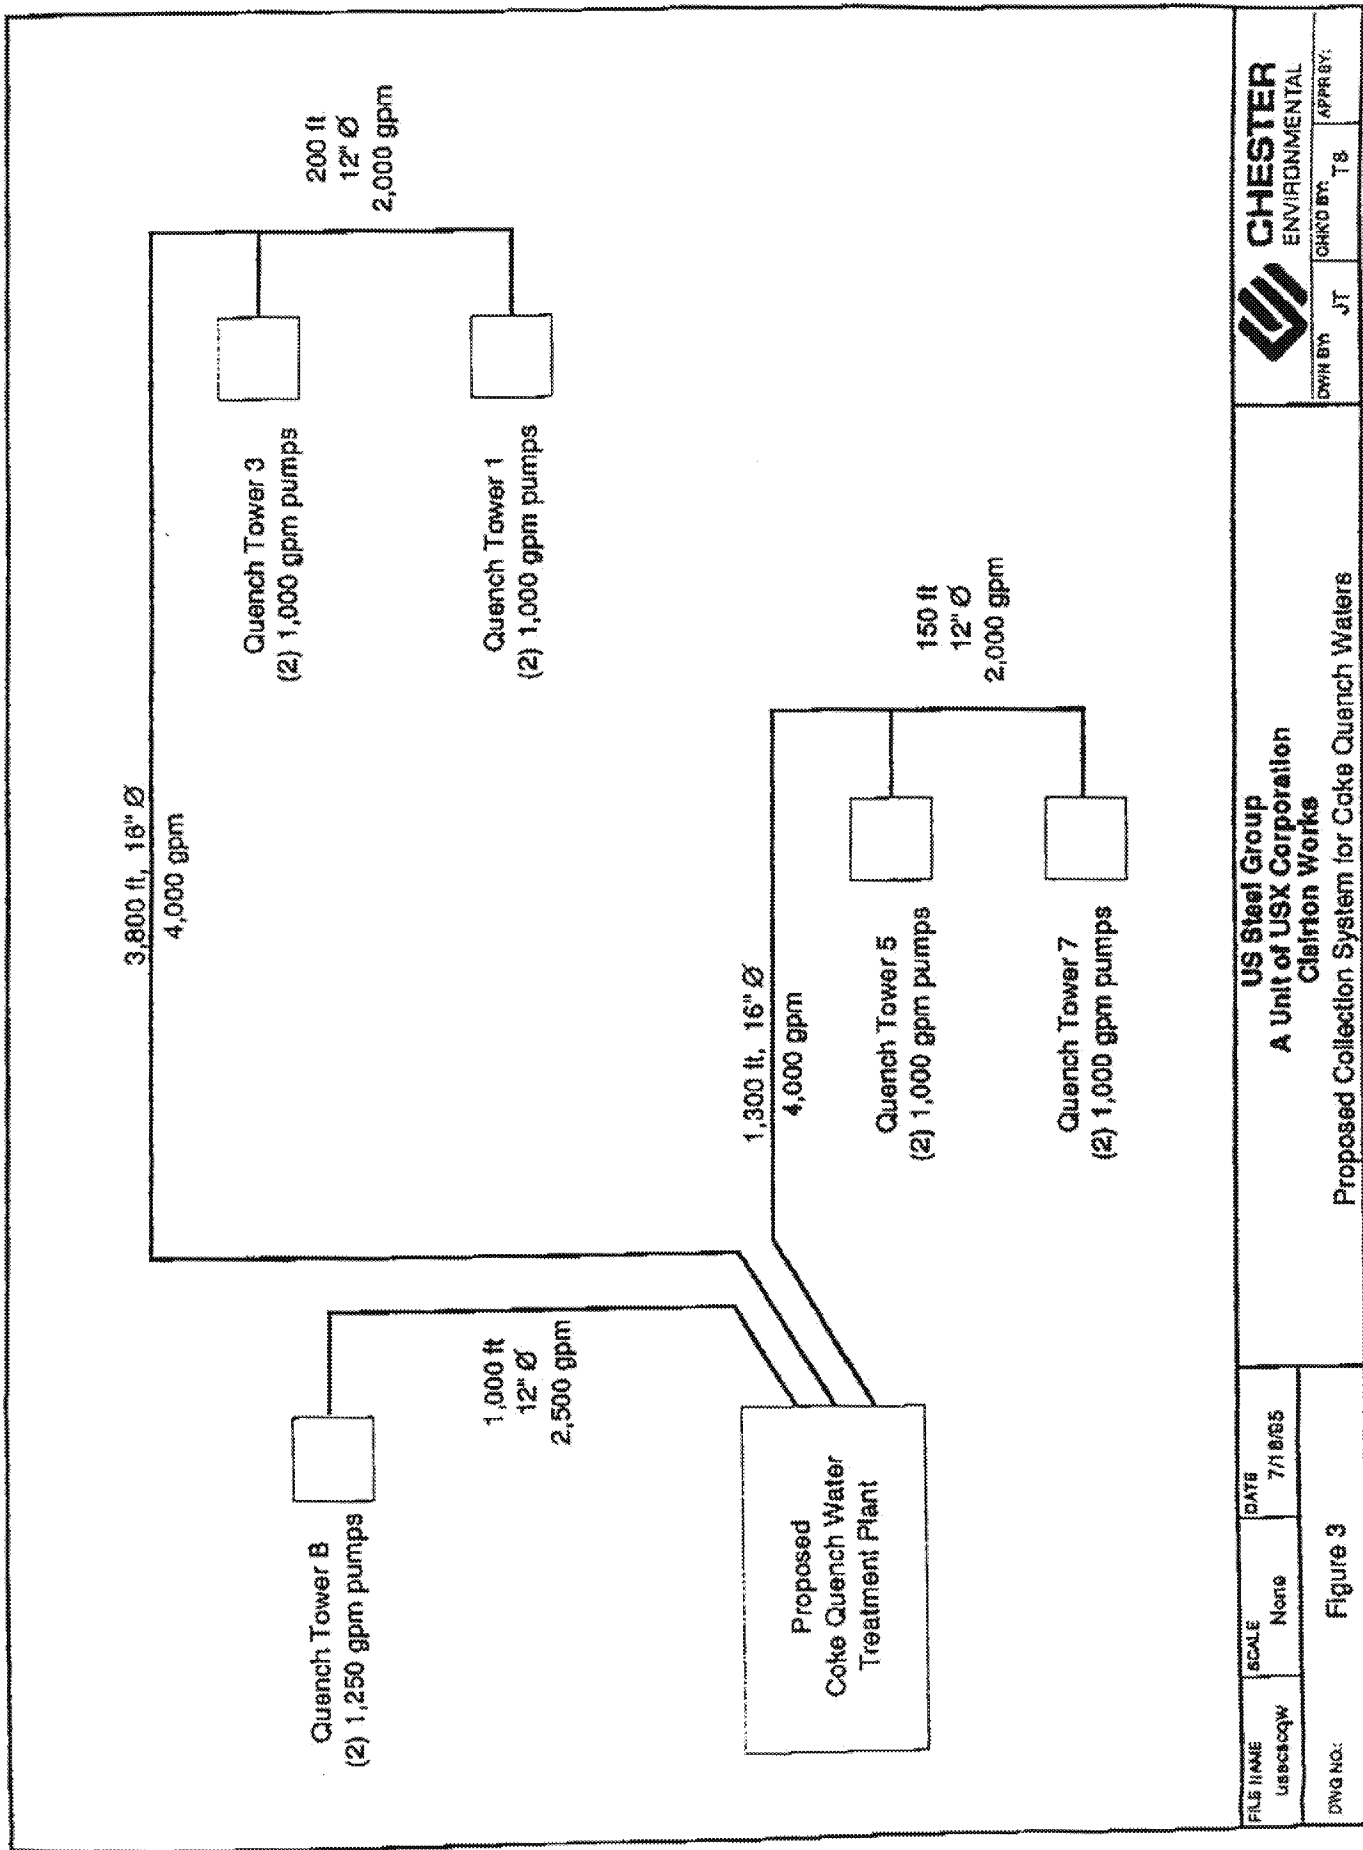 3,800 ft, 16" Ø
4,000 gpm
200 ft
12" Ø
2,000 gpm
Quench Tower 3
(2) 1,000 gpm pumps
Quench Tower 1
(2) 1,000 gpm pumps
Quench Tower B
(2) 1,250 gpm pumps
1,000 ft
12" Ø
2,500 gpm
1,300 ft, 16" Ø
4,000 gpm
150 ft
12" Ø
2,000 gpm
Quench Tower 5
(2) 1,000 gpm pumps
Quench Tower 7
(2) 1,000 gpm pumps
Proposed
Coke Quench Water
Treatment Plant
FILE NAME
SCALE
None
DATE
DWG NO.:
Figure 3
US Steel Group
A Unit of USX Corporation
Clairton Works
Proposed Collection System for Coke Quench Waters
CHESTER
ENVIRONMENTAL
DWN BY: JT
CHK'D BY: TS
APPR BY: